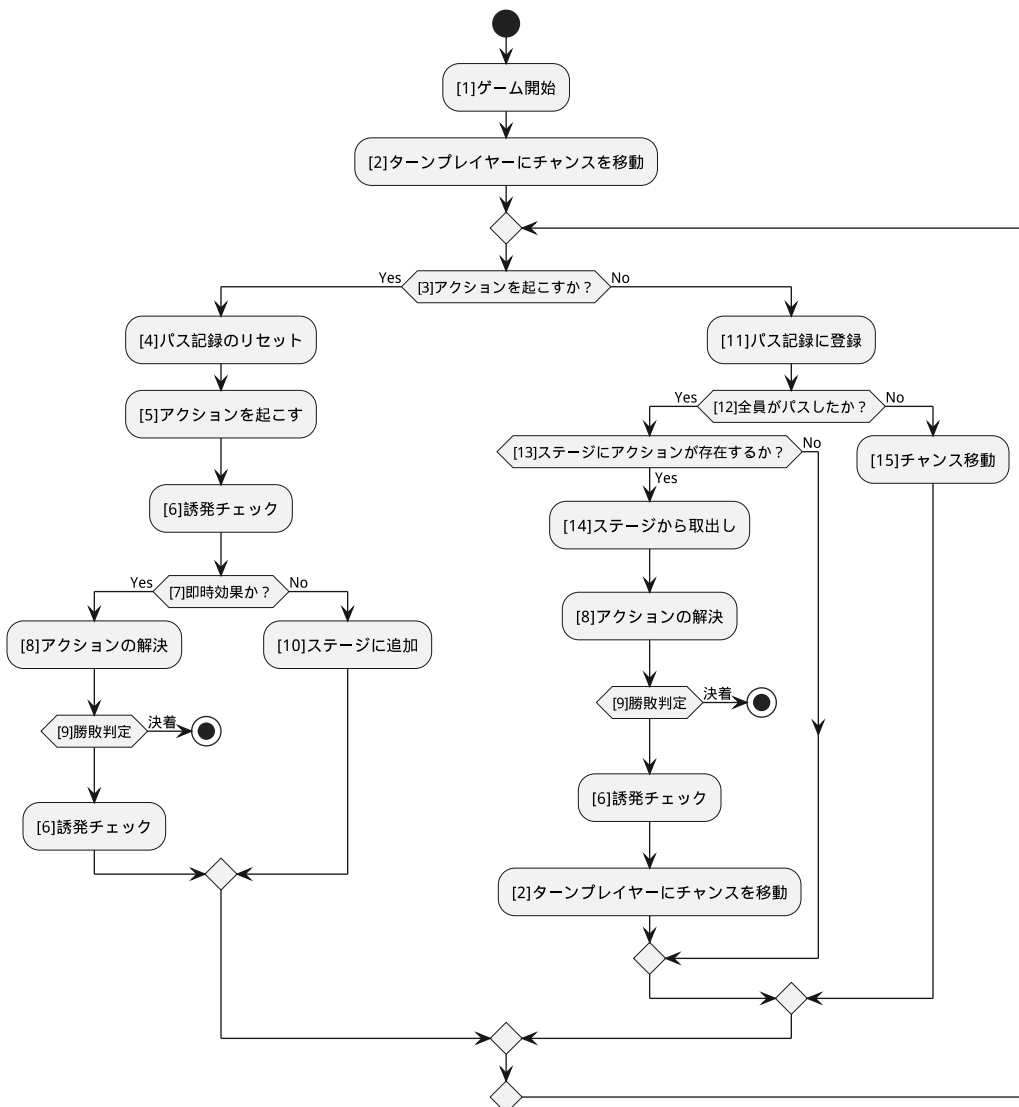 [1]ゲーム開始
[2]ターンプレイヤーにチャンスを移動
[3]アクションを起こすか？
Yes
No
[4]パス記録のリセット
[5]アクションを起こす
[6]誘発チェック
[7]即時効果か？
Yes
No
[8]アクションの解決
[9]勝敗判定
決着
[6]誘発チェック
[10]ステージに追加
[11]パス記録に登録
[12]全員がパスしたか？
Yes
No
[13]ステージにアクションが存在するか？
Yes
No
[14]ステージから取出し
[8]アクションの解決
[9]勝敗判定
決着
[6]誘発チェック
[2]ターンプレイヤーにチャンスを移動
[15]チャンス移動